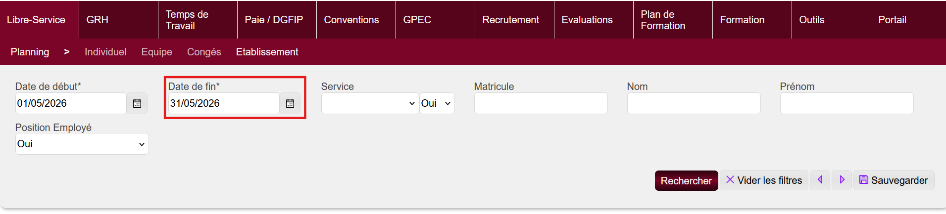 Libre-Service GRH Temps de Travail Paie / DGFIP Conventions GPEC Recrutement Evaluations Plan de Formation Formation Outils Portail
Planning > Individuel Equipe Congés Etablissement
Date de début* Date de fin* Service Matricule Nom Prénom
01/05/2026 31/05/2026 Oui
Position Employé
Oui
Rechercher Vider les filtres Sauvegarder